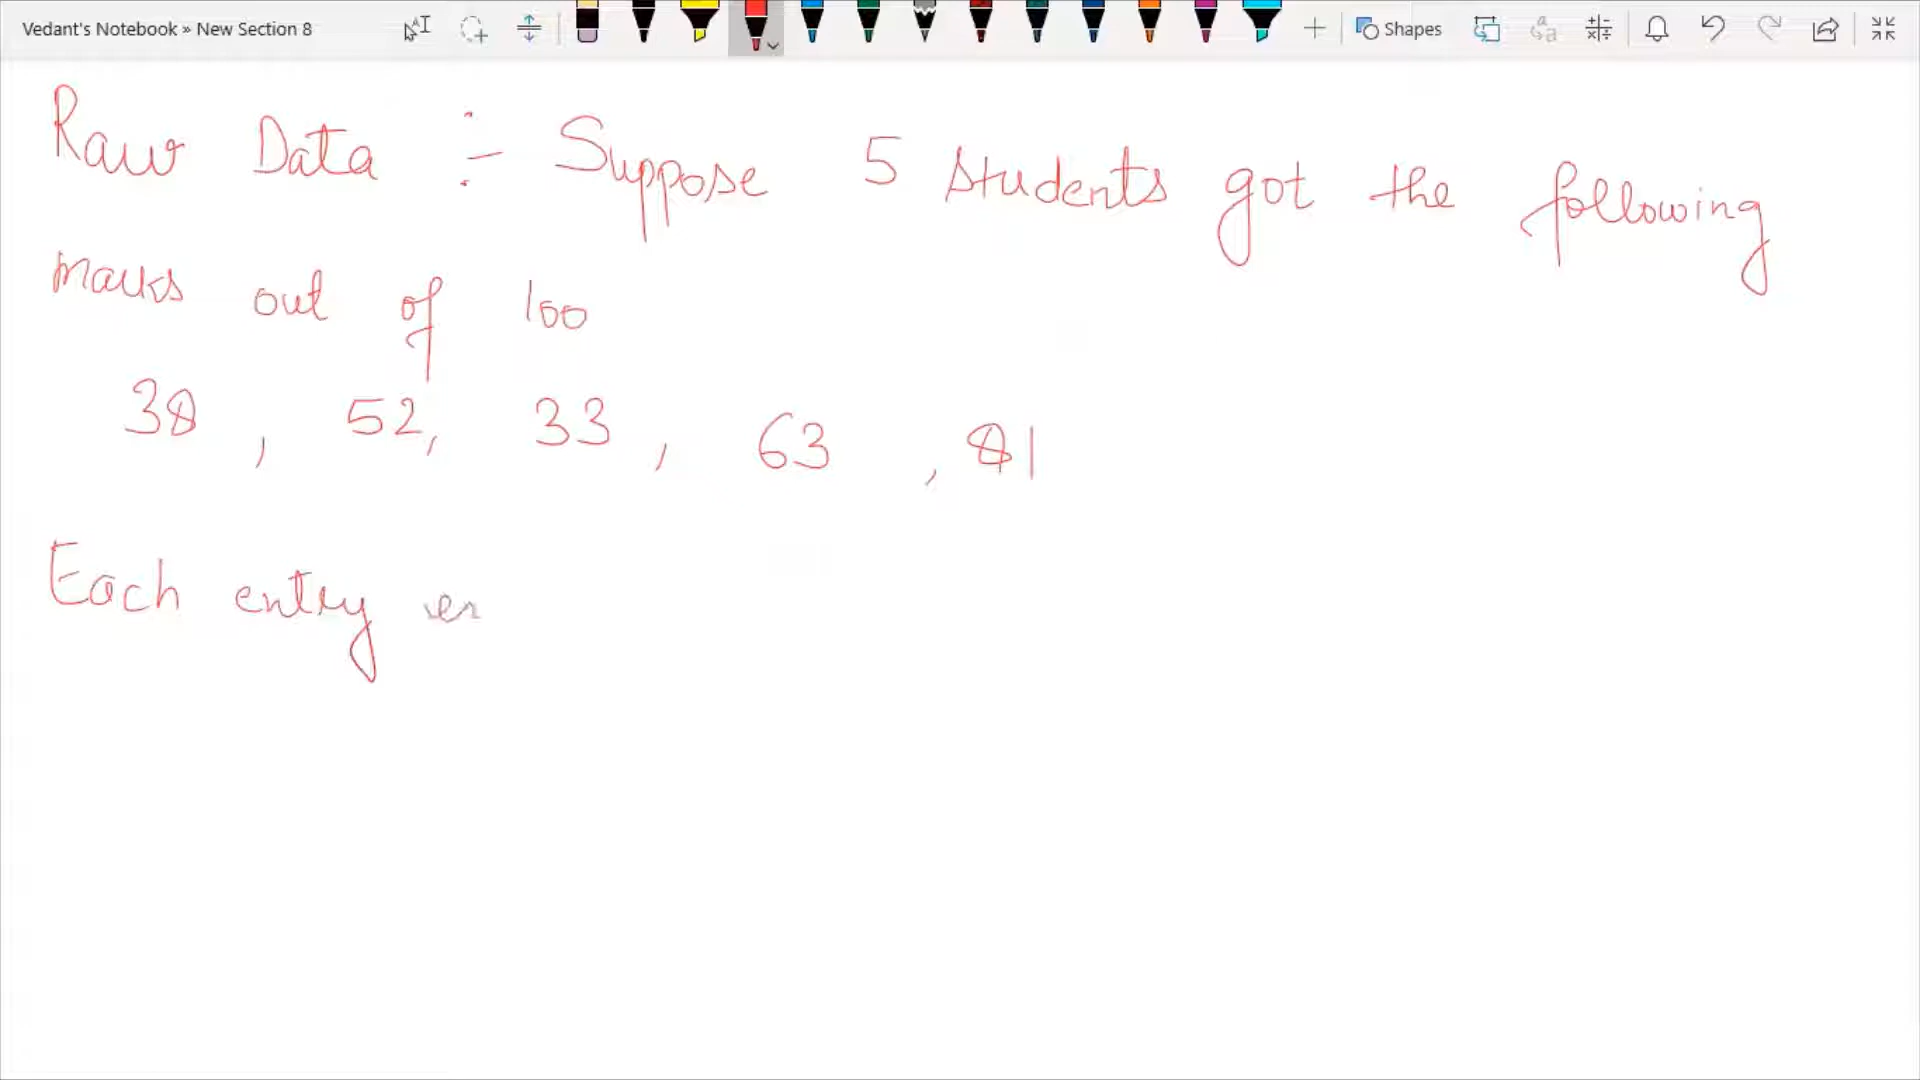 Vedant's Notebook » New Section 8
Shapes
Raw Data :- Suppose 5 students got the following
marks out of 100
38 , 52, 33 , 63 , 81
Each entry